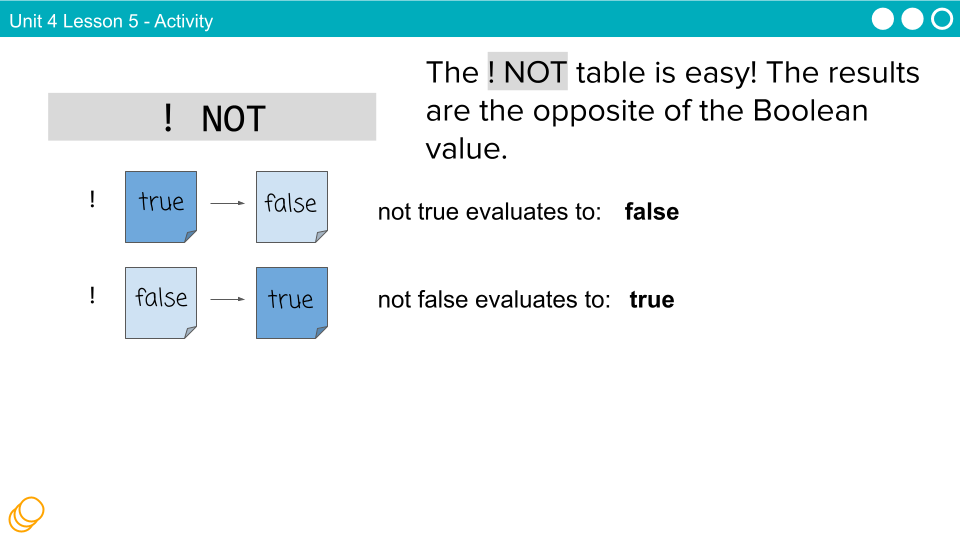 Unit 4 Lesson 5 - Activity
! NOT
The ! NOT table is easy! The results
are the opposite of the Boolean
value.
! true false
not true evaluates to: false
! false true
not false evaluates to: true